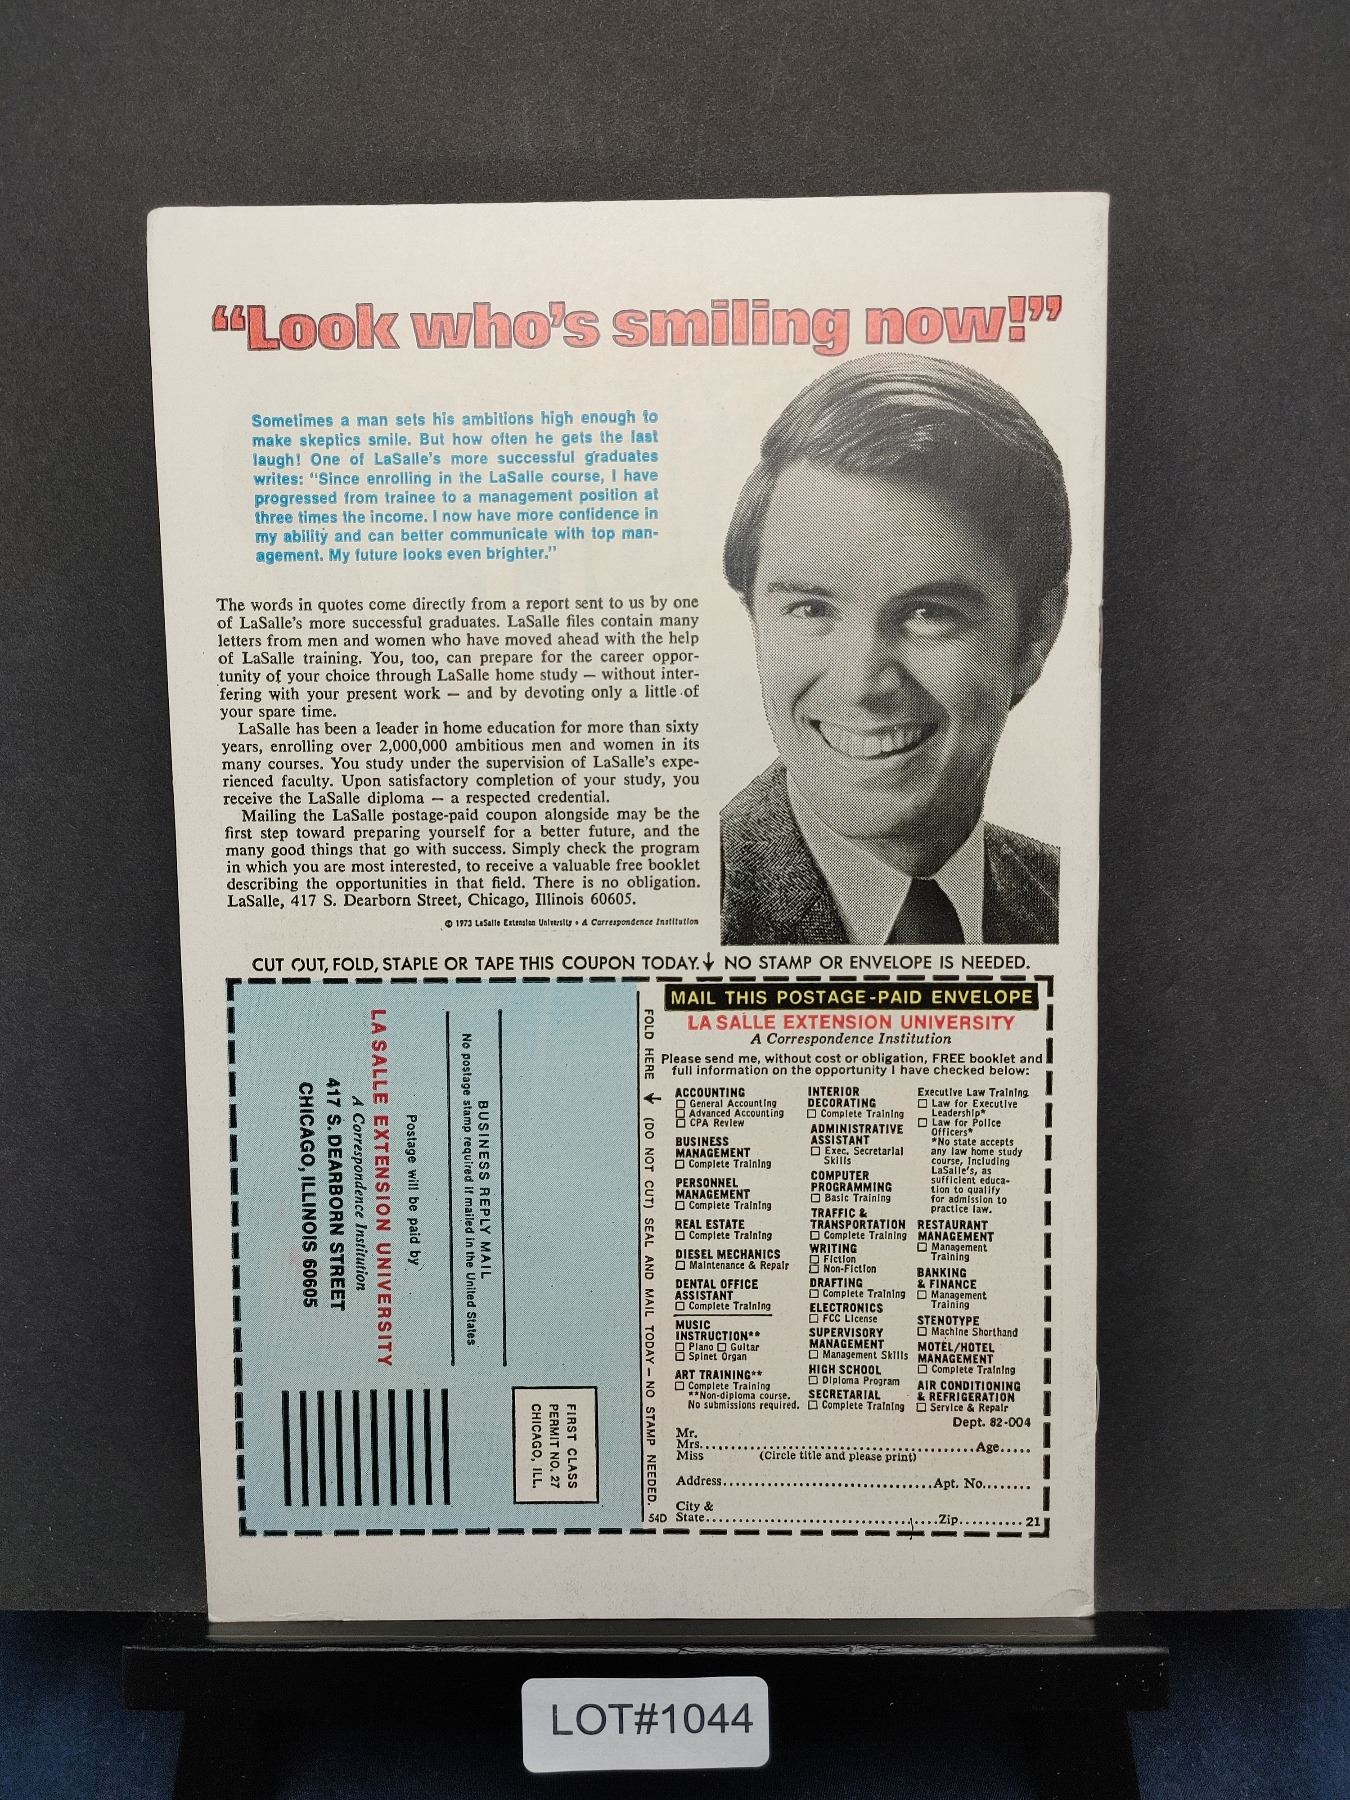 “Look who’s smiling now!”
Sometimes a man sets his ambitions high enough to
make skeptics smile. But how often he gets the last
laugh! One of LaSalle’s more successful graduates
writes: “Since enrolling in the LaSalle course, I have
progressed from trainee to a management position at
three times the income. I now have more confidence in
my ability and can better communicate with top man-
agement. My future looks even brighter.”
The words in quotes come directly from a report sent to us by one
of LaSalle’s more successful graduates. LaSalle files contain many
letters from men and women who have moved ahead with the help
of LaSalle training. You, too, can prepare for the career oppor-
tunity of your choice through LaSalle home study — without inter-
fering with your present work — and by devoting only a little of
your spare time.
LaSalle has been a leader in home education for more than sixty
years, enrolling over 2,000,000 ambitious men and women in its
many courses. You study under the supervision of LaSalle’s expe-
rienced faculty. Upon satisfactory completion of your study, you
receive the LaSalle diploma — a respected credential.
Mailing the LaSalle postage-paid coupon alongside may be the
first step toward preparing yourself for a better future, and the
many good things that go with success. Simply check the program
in which you are most interested, to receive a valuable free booklet
describing the opportunities in that field. There is no obligation.
LaSalle, 417 S. Dearborn Street, Chicago, Illinois 60605.
© 1973 LaSalle Extension University • A Correspondence Institution
CUT OUT, FOLD, STAPLE OR TAPE THIS COUPON TODAY. ↓ NO STAMP OR ENVELOPE IS NEEDED.
FIRST CLASS
PERMIT NO. 27
CHICAGO, ILL.
BUSINESS REPLY MAIL
No postage stamp required if mailed in the United States
Postage will be paid by
LA SALLE EXTENSION UNIVERSITY
A Correspondence Institution
417 S. DEARBORN STREET
CHICAGO, ILLINOIS 60605
FOLD HERE ↓ (DO NOT CUT) SEAL AND MAIL TODAY — NO STAMP NEEDED.
MAIL THIS POSTAGE-PAID ENVELOPE
LA SALLE EXTENSION UNIVERSITY
A Correspondence Institution
Please send me, without cost or obligation, FREE booklet and
full information on the opportunity I have checked below:
ACCOUNTING
☐ General Accounting
☐ Advanced Accounting
☐ CPA Review
BUSINESS
MANAGEMENT
☐ Complete Training
PERSONNEL
MANAGEMENT
☐ Complete Training
REAL ESTATE
☐ Complete Training
DIESEL MECHANICS
☐ Maintenance & Repair
DENTAL OFFICE
ASSISTANT
☐ Complete Training
MUSIC
INSTRUCTION**
☐ Piano ☐ Guitar
☐ Spinet Organ
ART TRAINING**
☐ Complete Training
**Non-diploma course.
No submissions required.
INTERIOR
DECORATING
☐ Complete Training
ADMINISTRATIVE
ASSISTANT
☐ Exec. Secretarial
Skills
COMPUTER
PROGRAMMING
☐ Basic Training
TRAFFIC &
TRANSPORTATION
☐ Complete Training
WRITING
☐ Fiction
☐ Non-Fiction
DRAFTING
☐ Complete Training
ELECTRONICS
☐ FCC License
SUPERVISORY
MANAGEMENT
☐ Management Skills
HIGH SCHOOL
☐ Diploma Program
SECRETARIAL
☐ Complete Training
Executive Law Training
☐ Law for Executive
Leadership*
☐ Law for Police
Officers*
*No state accepts
any law home study
course, including
LaSalle’s, as
sufficient educa-
tion to qualify
for admission to
practice law.
RESTAURANT
MANAGEMENT
☐ Management
Training
BANKING
& FINANCE
☐ Management
Training
STENOTYPE
☐ Machine Shorthand
MOTEL/HOTEL
MANAGEMENT
☐ Complete Training
AIR CONDITIONING
& REFRIGERATION
☐ Service & Repair
Dept. 82-004
Mr.
Mrs. Age
Miss (Circle title and please print)
Address Apt. No.
City &
54D State Zip 21
LOT#1044